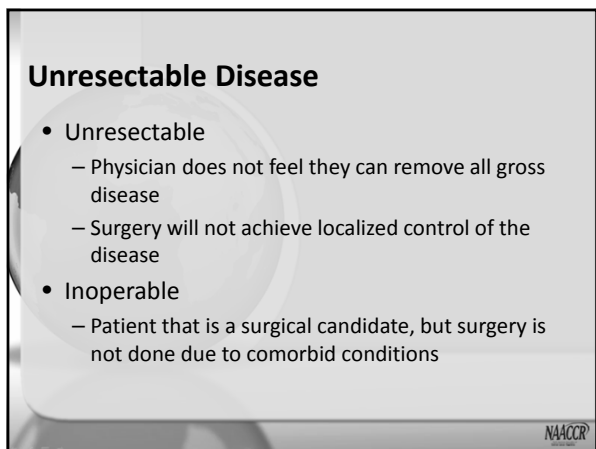 Unresectable Disease
• Unresectable
– Physician does not feel they can remove all gross
disease
– Surgery will not achieve localized control of the
disease
• Inoperable
– Patient that is a surgical candidate, but surgery is
not done due to comorbid conditions
NAACCR